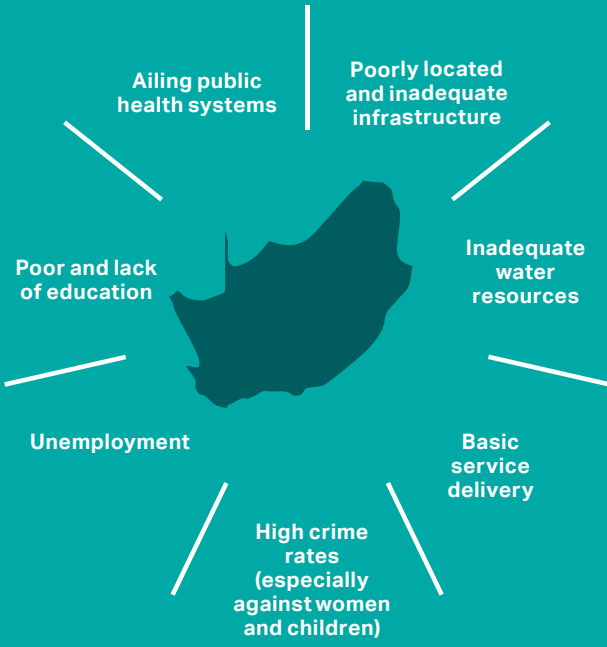 Ailing public
health systems
Poorly located
and inadequate
infrastructure
Poor and lack
of education
Inadequate
water
resources
Unemployment
Basic
service
delivery
High crime
rates
(especially
against women
and children)